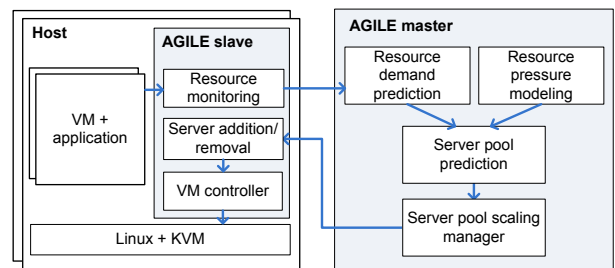 Host
AGILE slave
Resource
monitoring
VM +
application
Server addition/
removal
VM controller
Linux + KVM
AGILE master
Resource
demand
prediction
Resource
pressure
modeling
Server pool
prediction
Server pool scaling
manager